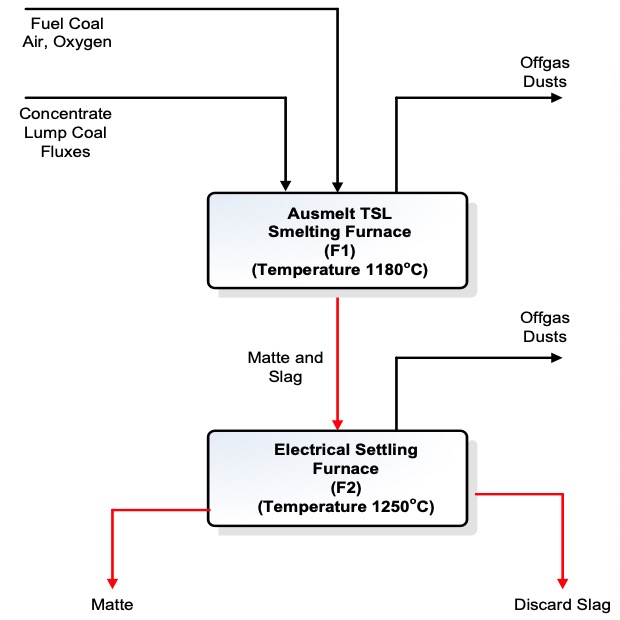 Fuel Coal
Air, Oxygen
Offgas
Dusts
Concentrate
Lump Coal
Fluxes
Ausmelt TSL
Smelting Furnace
(F1)
(Temperature 1180°C)
Offgas
Dusts
Matte and
Slag
Electrical Settling
Furnace
(F2)
(Temperature 1250°C)
Matte
Discard Slag